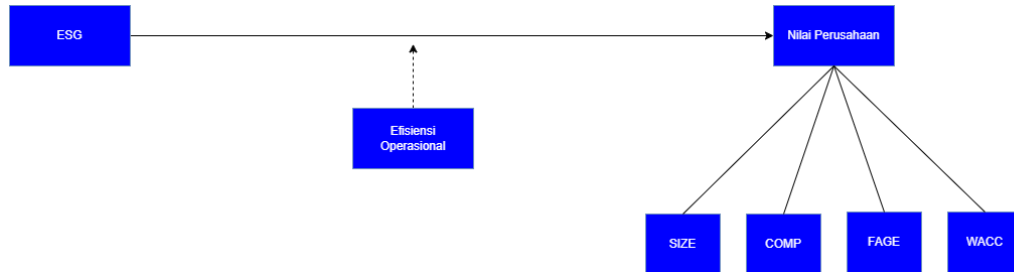 ESG
Nilai Perusahaan
Efisiensi
Operasional
SIZE
COMP
FAGE
WACC